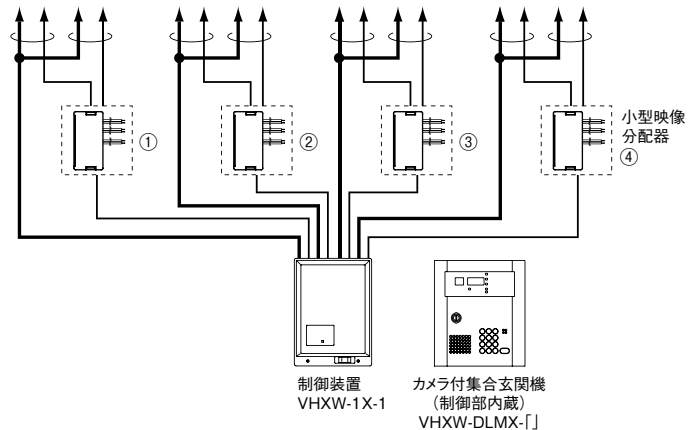 ①
②
③
小型映像
分配器
④
制御装置
VHXW-1X-1
カメラ付集合玄関機
（制御部内蔵）
VHXW-DLMX-「」